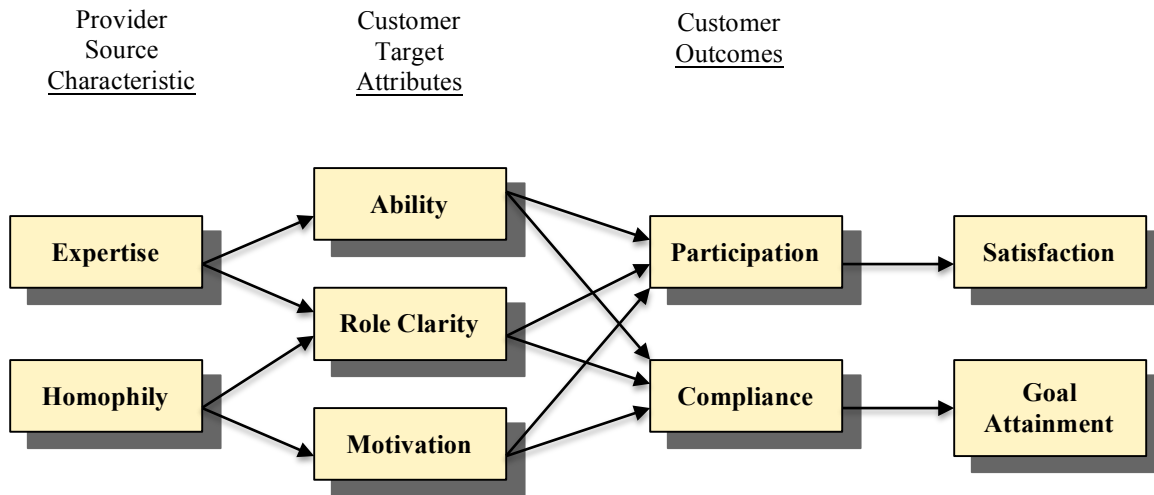 Provider
Source
Characteristic
Customer
Target
Attributes
Customer
Outcomes
Expertise
Homophily
Ability
Role Clarity
Motivation
Participation
Compliance
Satisfaction
Goal
Attainment